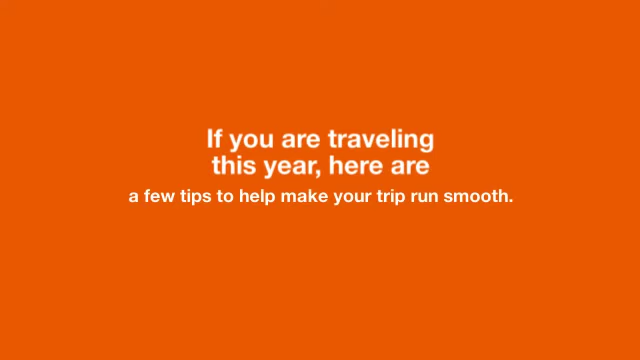 If you are traveling
this year, here are
a few tips to help make your trip run smooth.